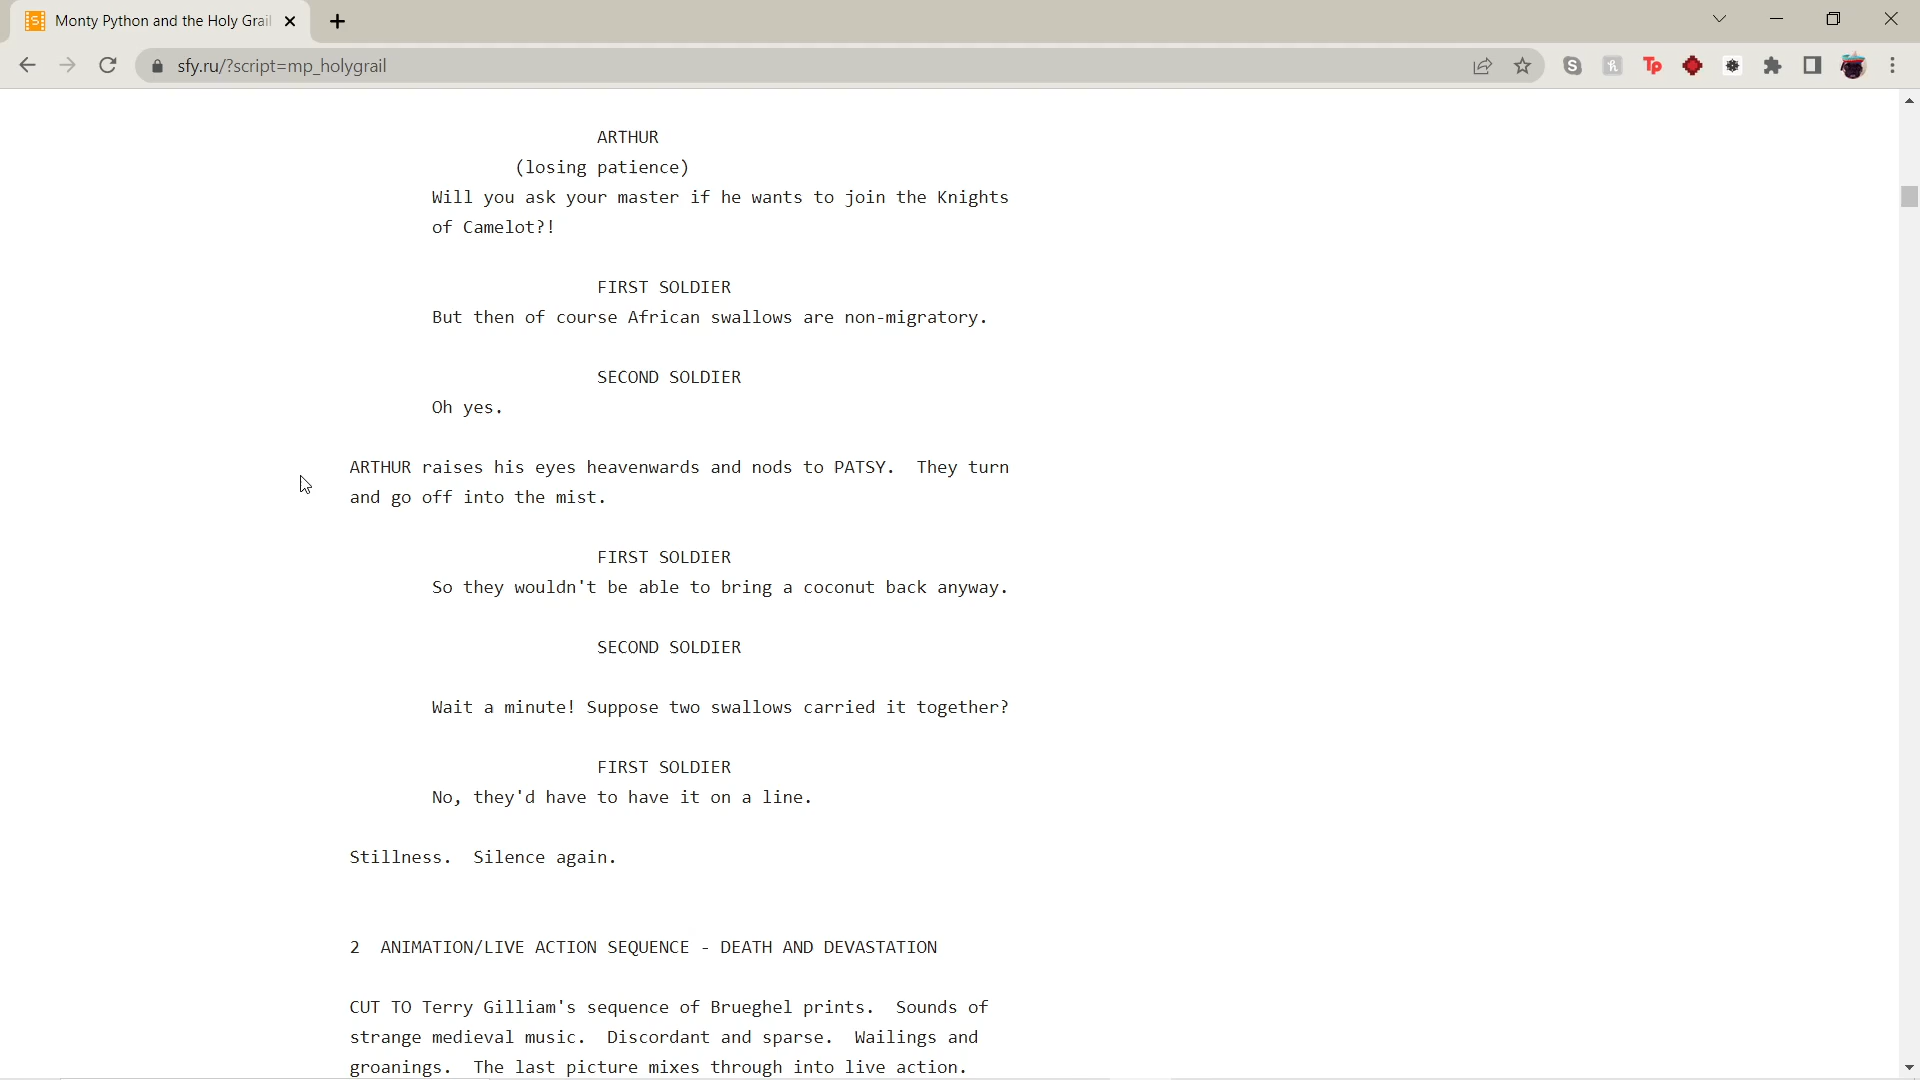 Monty Python and the Holy Grail
sfy.ru/?script=mp_holygrail
ARTHUR
(losing patience)
Will you ask your master if he wants to join the Knights
of Camelot?!
FIRST SOLDIER
But then of course African swallows are non-migratory.
SECOND SOLDIER
Oh yes.
ARTHUR raises his eyes heavenwards and nods to PATSY.  They turn
and go off into the mist.
FIRST SOLDIER
So they wouldn't be able to bring a coconut back anyway.
SECOND SOLDIER
Wait a minute! Suppose two swallows carried it together?
FIRST SOLDIER
No, they'd have to have it on a line.
Stillness.  Silence again.
2  ANIMATION/LIVE ACTION SEQUENCE - DEATH AND DEVASTATION
CUT TO Terry Gilliam's sequence of Brueghel prints.  Sounds of
strange medieval music.  Discordant and sparse.  Wailings and
groanings.  The last picture mixes through into live action.